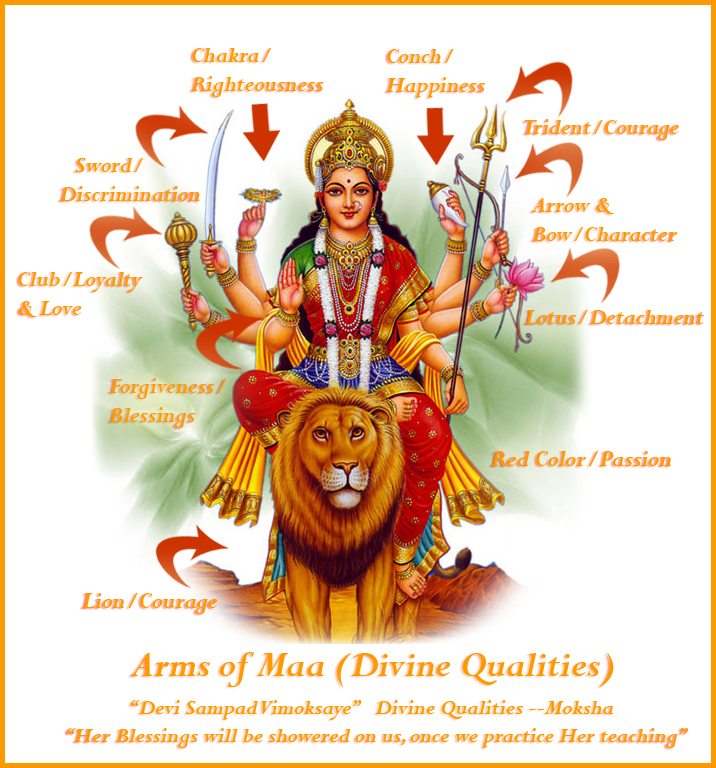 Chakra /
Righteousness
Conch /
Happiness
Trident / Courage
Sword /
Discrimination
Arrow &
Bow / Character
Club / Loyalty
& Love
Lotus / Detachment
Forgiveness /
Blessings
Red Color / Passion
Lion / Courage
Arms of Maa (Divine Qualities)
“Devi Sampad Vimoksaye” Divine Qualities --Moksha
“Her Blessings will be showered on us, once we practice Her teaching”